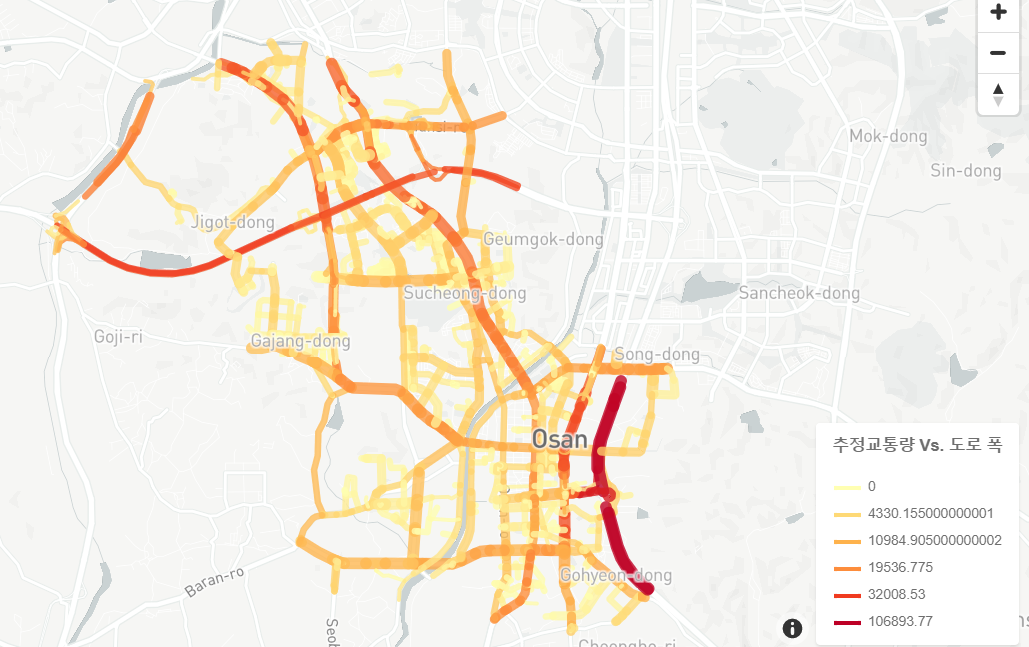 Mok-dong
Sin-dong
Jigot-dong
Geumgok-dong
Sucheong-dong
Sancheok-dong
Goji-ri
Gajang-dong
Song-dong
Osan
추정교통량 Vs. 도로 폭
0
4330.155000000001
10984.905000000002
19536.775
32008.53
106893.77
Gohyeon-dong
Baran-ro